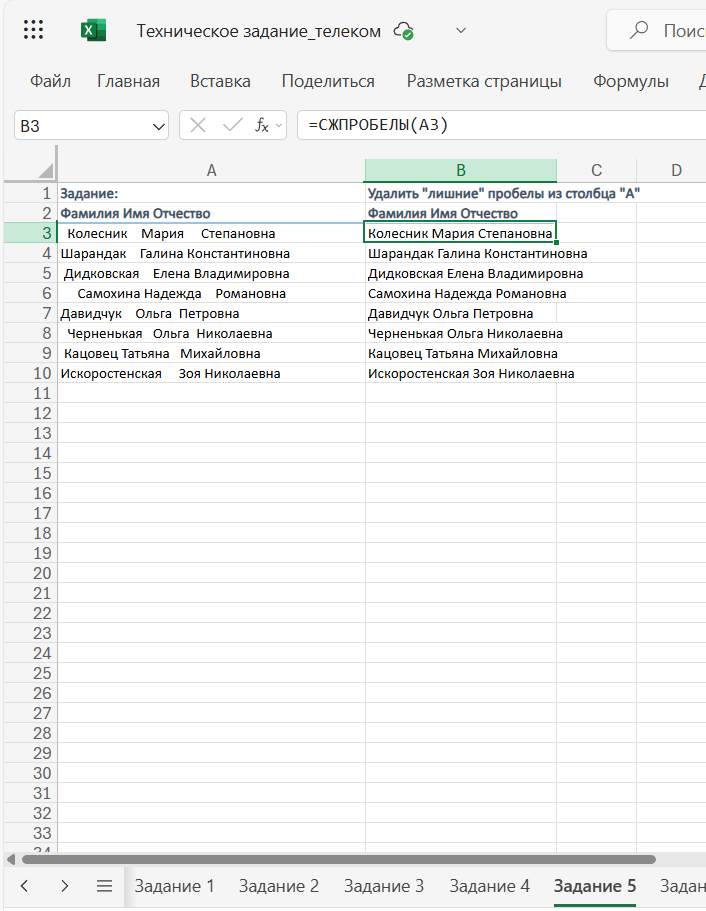 Техническое задание_телеком
Файл Главная Вставка Поделиться Разметка страницы Формулы
B3 fx =СЖПРОБЕЛЫ(A3)
A B C D
1 Задание: Удалить "лишние" пробелы из столбца "А"
2 Фамилия Имя Отчество Фамилия Имя Отчество
3 Колесник Мария Степановна Колесник Мария Степановна
4 Шарандак Галина Константиновна Шарандак Галина Константиновна
5 Дидковская Елена Владимировна Дидковская Елена Владимировна
6 Самохина Надежда Романовна Самохина Надежда Романовна
7 Давидчук Ольга Петровна Давидчук Ольга Петровна
8 Черненькая Ольга Николаевна Черненькая Ольга Николаевна
9 Кацовец Татьяна Михайловна Кацовец Татьяна Михайловна
10 Искоростенская Зоя Николаевна Искоростенская Зоя Николаевна
11
12
13
14
15
16
17
18
19
20
21
22
23
24
25
26
27
28
29
30
31
32
33
34
Задание 1 Задание 2 Задание 3 Задание 4 Задание 5